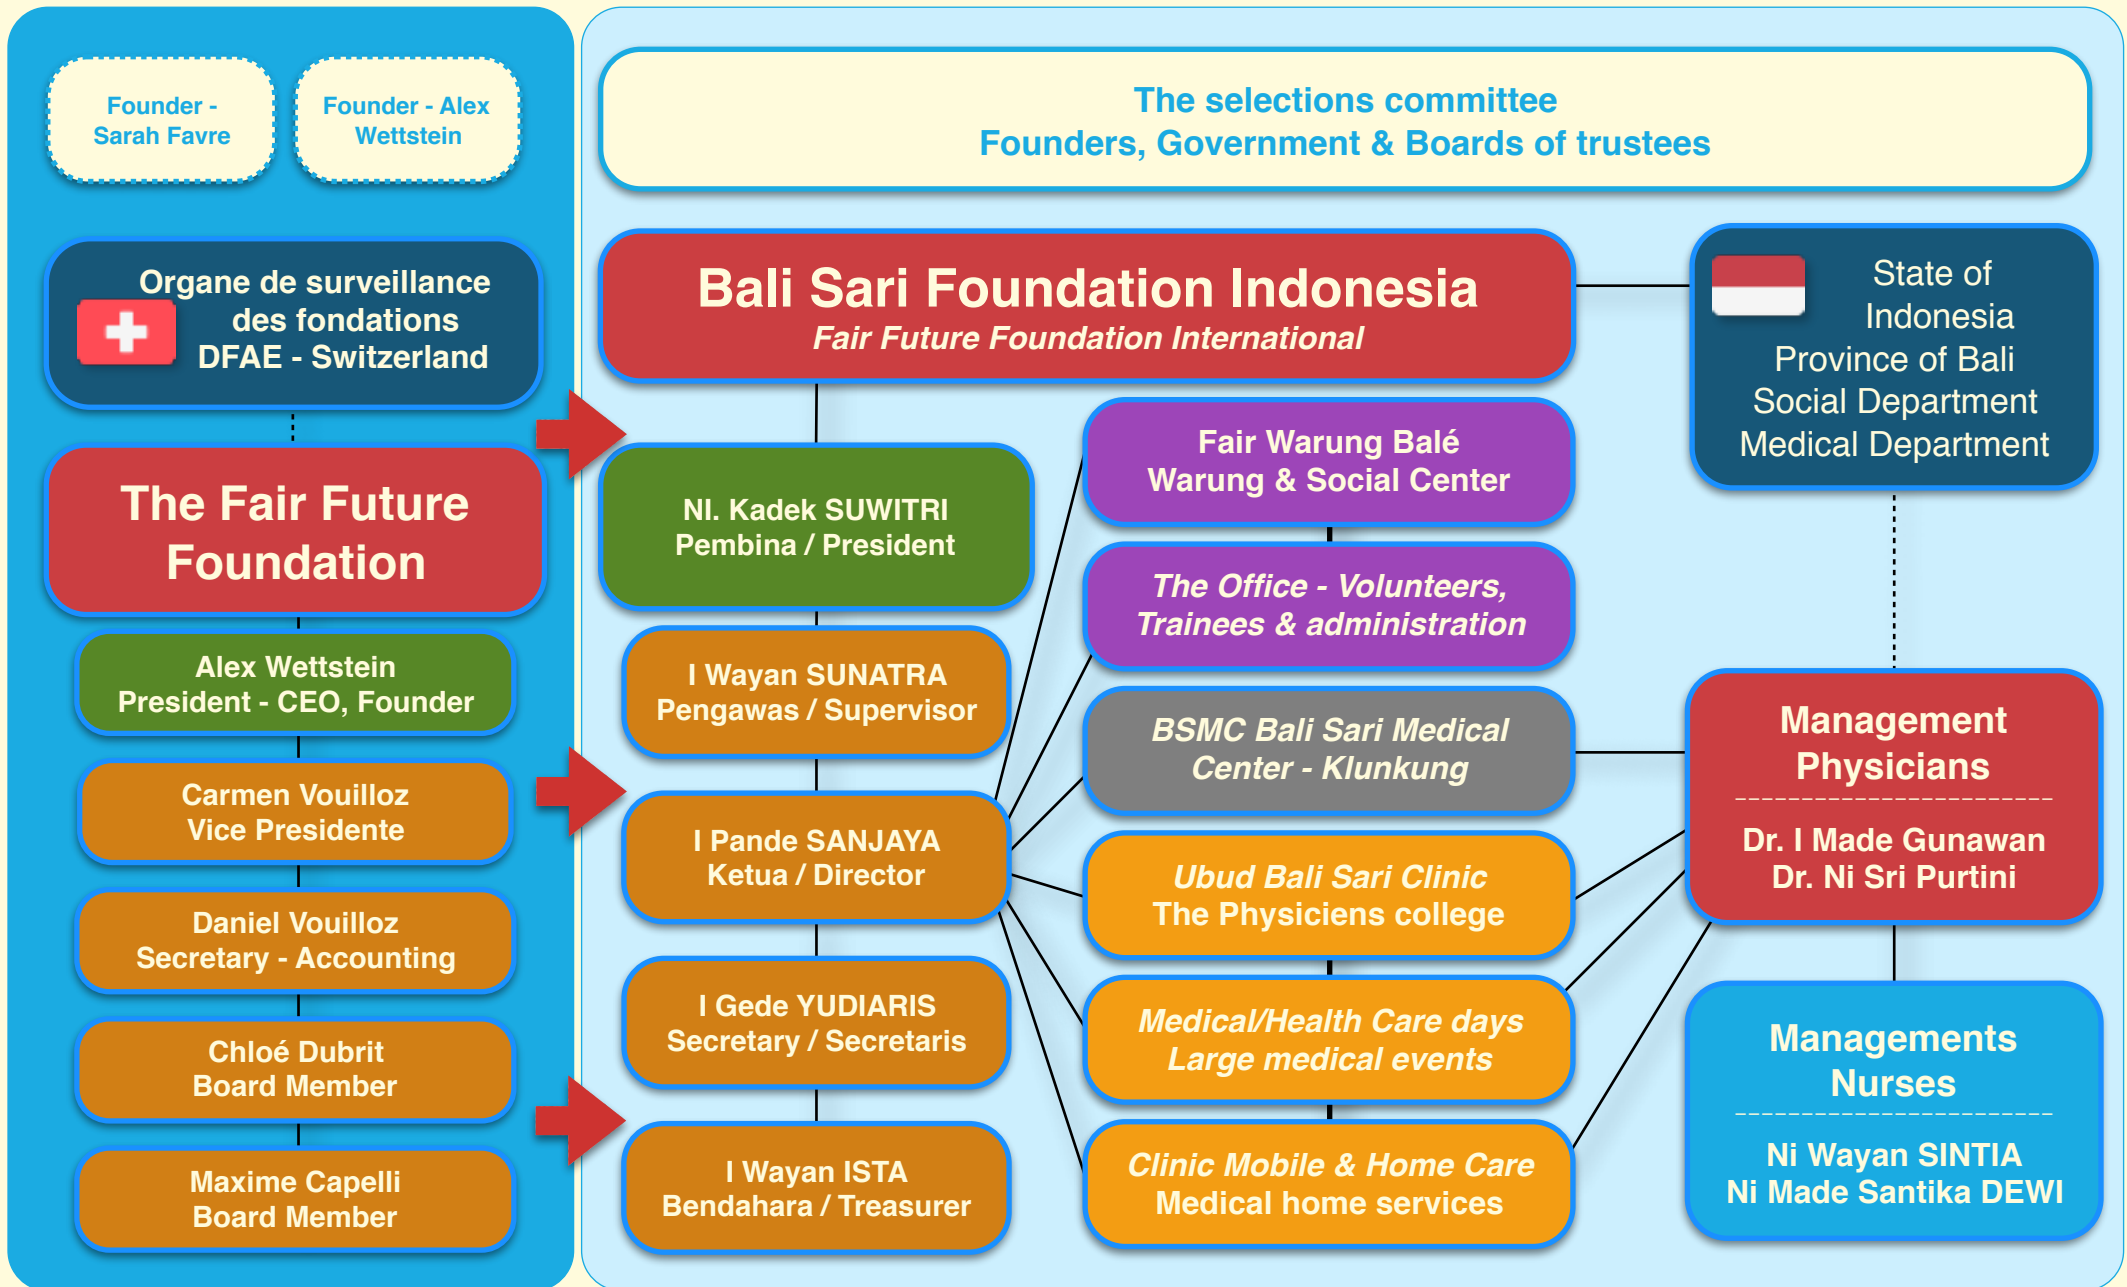 Founder -
Sarah Favre
Founder - Alex
Wettstein
Organe de surveillance
des fondations
DFAE - Switzerland
The Fair Future
Foundation
Alex Wettstein
President - CEO, Founder
Carmen Vouilloz
Vice Presidente
Daniel Vouilloz
Secretary - Accounting
Chloé Dubrit
Board Member
Maxime Capelli
Board Member
The selections committee
Founders, Government & Boards of trustees
Bali Sari Foundation Indonesia
Fair Future Foundation International
NI. Kadek SUWITRI
Pembina / President
I Wayan SUNATRA
Pengawas / Supervisor
I Pande SANJAYA
Ketua / Director
I Gede YUDIARIS
Secretary / Secretaris
I Wayan ISTA
Bendahara / Treasurer
Fair Warung Balé
Warung & Social Center
The Office - Volunteers,
Trainees & administration
BSMC Bali Sari Medical
Center - Klunkung
Ubud Bali Sari Clinic
The Physiciens college
Medical/Health Care days
Large medical events
Clinic Mobile & Home Care
Medical home services
State of
Indonesia
Province of Bali
Social Department
Medical Department
Management
Physicians
Dr. I Made Gunawan
Dr. Ni Sri Purtini
Managements
Nurses
Ni Wayan SINTIA
Ni Made Santika DEWI